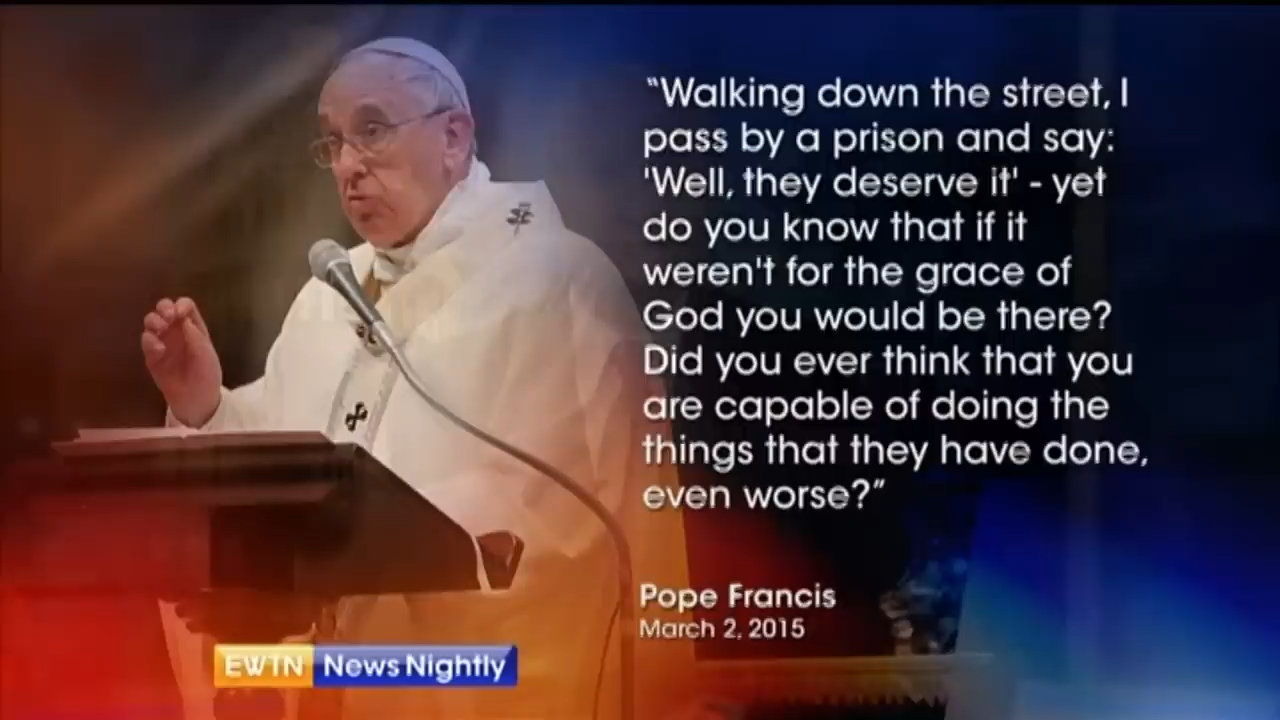 “Walking down the street, I
pass by a prison and say:
'Well, they deserve it' - yet
do you know that if it
weren't for the grace of
God you would be there?
Did you ever think that you
are capable of doing the
things that they have done,
even worse?”
Pope Francis
March 2, 2015
EWTN News Nightly